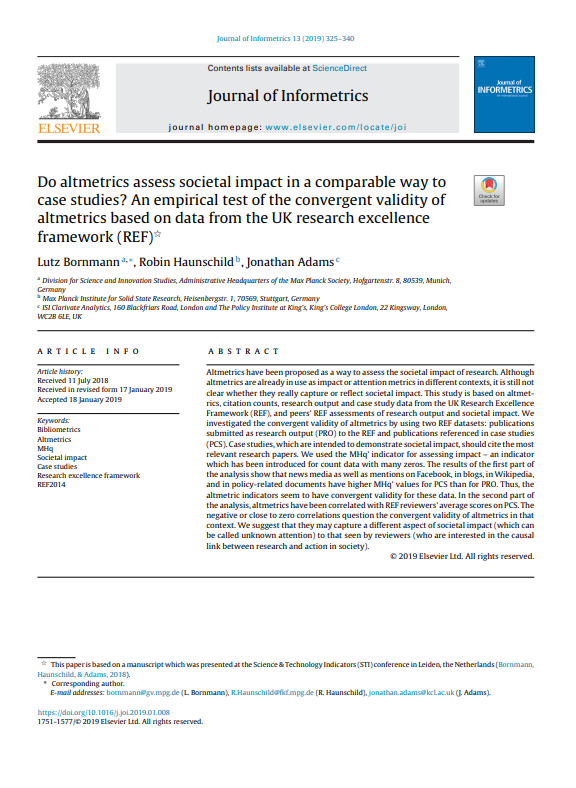 Journal of Informetrics 13 (2019) 325–340
Contents lists available at ScienceDirect
Journal of Informetrics
journal homepage: www.elsevier.com/locate/joi
ELSEVIER
Journal of
INFORMETRICS
Do altmetrics assess societal impact in a comparable way to
case studies? An empirical test of the convergent validity of
altmetrics based on data from the UK research excellence
framework (REF)☆
Check for
updates
Lutz Bornmann a,*, Robin Haunschild b, Jonathan Adams c
a Division for Science and Innovation Studies, Administrative Headquarters of the Max Planck Society, Hofgartenstr. 8, 80539, Munich,
Germany
b Max Planck Institute for Solid State Research, Heisenbergstr. 1, 70569, Stuttgart, Germany
c ISI Clarivate Analytics, 160 Blackfriars Road, London and The Policy Institute at King's, King's College London, 22 Kingsway, London,
WC2B 6LE, UK
ARTICLE INFO
Article history:
Received 11 July 2018
Received in revised form 17 January 2019
Accepted 18 January 2019
Keywords:
Bibliometrics
Altmetrics
MHq
Societal impact
Case studies
Research excellence framework
REF2014
ABSTRACT
Altmetrics have been proposed as a way to assess the societal impact of research. Although
altmetrics are already in use as impact or attention metrics in different contexts, it is still not
clear whether they really capture or reflect societal impact. This study is based on altmet-
rics, citation counts, research output and case study data from the UK Research Excellence
Framework (REF), and peers' REF assessments of research output and societal impact. We
investigated the convergent validity of altmetrics by using two REF datasets: publications
submitted as research output (PRO) to the REF and publications referenced in case studies
(PCS). Case studies, which are intended to demonstrate societal impact, should cite the most
relevant research papers. We used the MHq' indicator for assessing impact – an indicator
which has been introduced for count data with many zeros. The results of the first part of
the analysis show that news media as well as mentions on Facebook, in blogs, in Wikipedia,
and in policy-related documents have higher MHq' values for PCS than for PRO. Thus, the
altmetric indicators seem to have convergent validity for these data. In the second part of
the analysis, altmetrics have been correlated with REF reviewers' average scores on PCS. The
negative or close to zero correlations question the convergent validity of altmetrics in that
context. We suggest that they may capture a different aspect of societal impact (which can
be called unknown attention) to that seen by reviewers (who are interested in the causal
link between research and action in society).
© 2019 Elsevier Ltd. All rights reserved.
☆ This paper is based on a manuscript which was presented at the Science & Technology Indicators (STI) conference in Leiden, the Netherlands (Bornmann,
Haunschild, & Adams, 2018).
* Corresponding author.
E-mail addresses: bornmann@gv.mpg.de (L. Bornmann), R.Haunschild@fkf.mpg.de (R. Haunschild), jonathan.adams@kcl.ac.uk (J. Adams).
https://doi.org/10.1016/j.joi.2019.01.008
1751-1577/© 2019 Elsevier Ltd. All rights reserved.